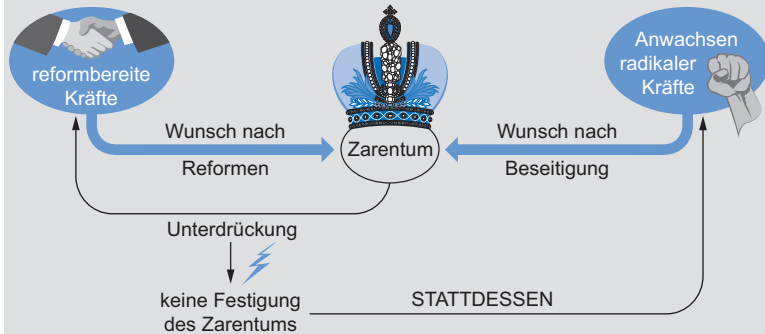 reformbereite
Kräfte
Anwachsen
radikaler
Kräfte
Wunsch nach
Reformen
Zarentum
Wunsch nach
Beseitigung
Unterdrückung
keine Festigung
des Zarentums
STATTDESSEN